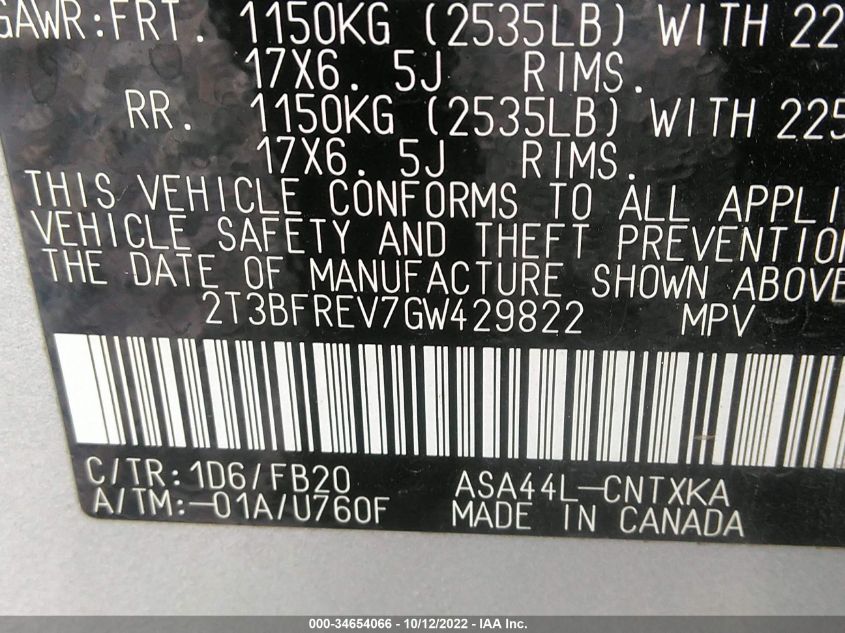 GAWR:FRT. 1150KG (2535LB) WITH 22
17X6. 5J RIMS.
RR. 1150KG (2535LB) WITH 225
17X6. 5J RIMS.
THIS VEHICLE CONFORMS TO ALL APPLI
VEHICLE SAFETY AND THEFT PREVENTION
THE DATE OF MANUFACTURE SHOWN ABOVE
2T3BFREV7GW429822 MPV
C/TR:1D6/FB20 ASA44L-CNTXKA
A/TM:-01A/U760F MADE IN CANADA
000-34654066 - 10/12/2022 - IAA Inc.